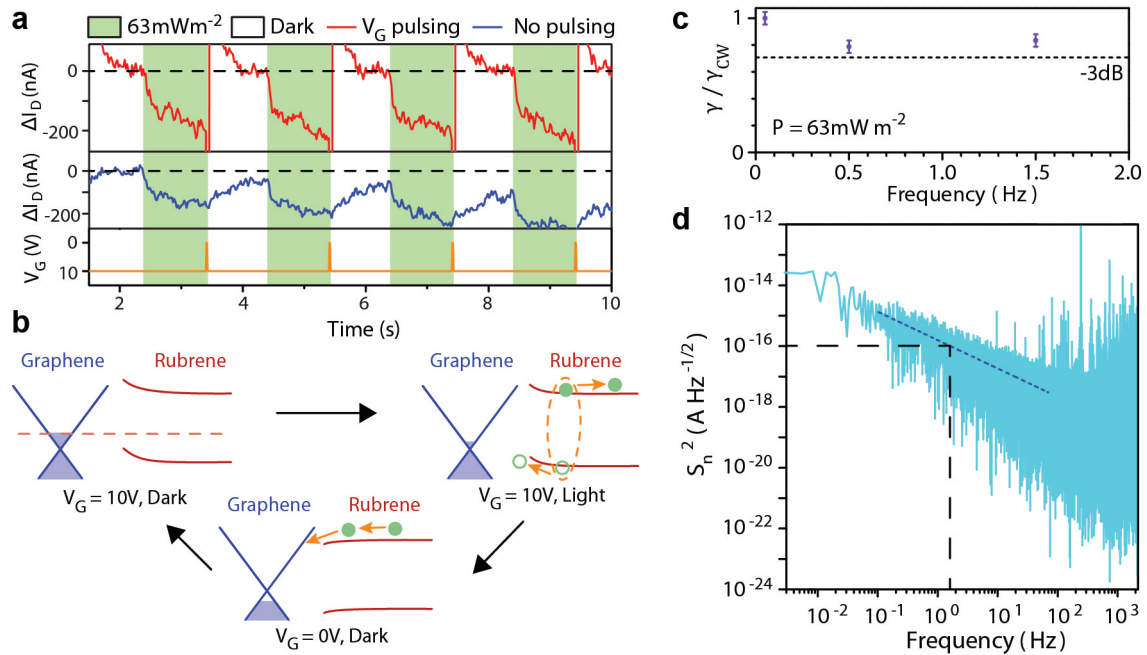 a
63mWm-2 Dark VG pulsing No pulsing
ΔID (nA)
0
-200
ΔID (nA)
0
-200
VG (V)
0
10
2 4 6 8 10
Time (s)
b
Graphene Rubrene
VG = 10V, Dark
Graphene Rubrene
VG = 10V, Light
Graphene Rubrene
VG = 0V, Dark
c
γ / γCW
1
0
-3dB
P = 63mW m-2
0 0.5 1.0 1.5 2.0
Frequency ( Hz)
d
Sn2 ( A Hz-1/2)
10-12
10-14
10-16
10-18
10-20
10-22
10-24
10-2 10-1 100 101 102 103
Frequency ( Hz)